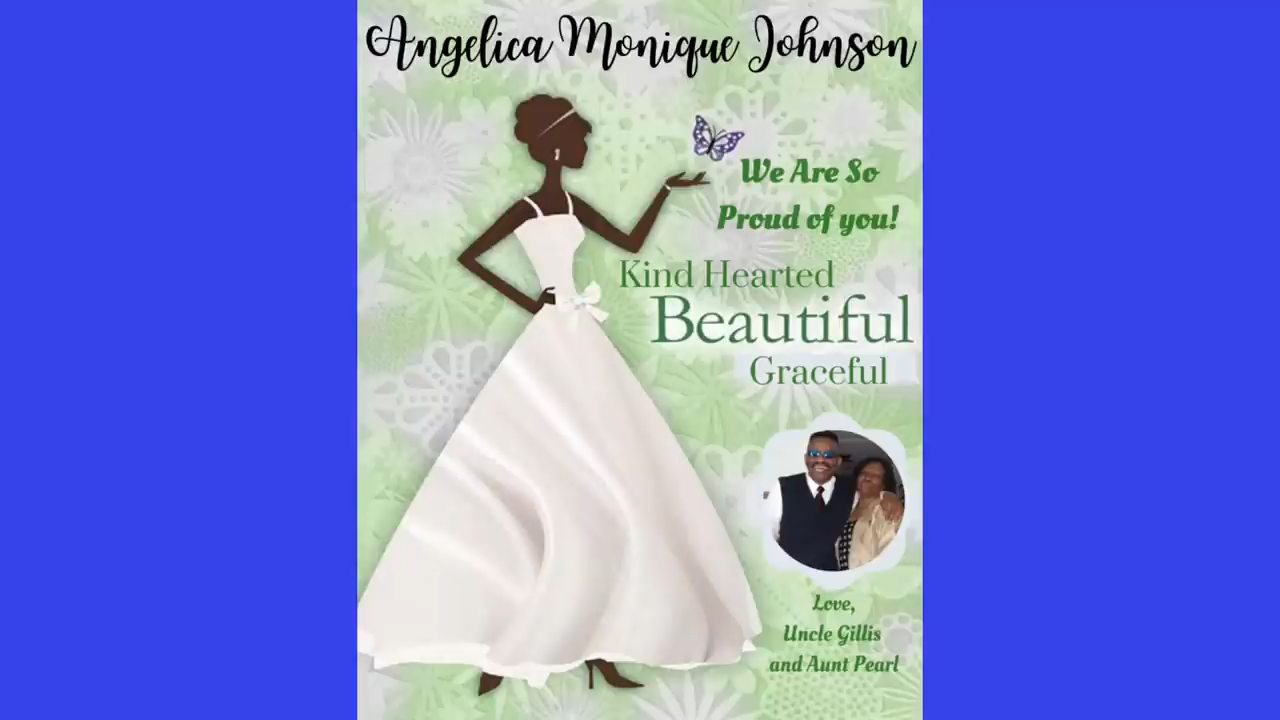 Angelica Monique Johnson
We Are So
Proud of you!
Kind Hearted
Beautiful
Graceful
Love,
Uncle Gillis
and Aunt Pearl